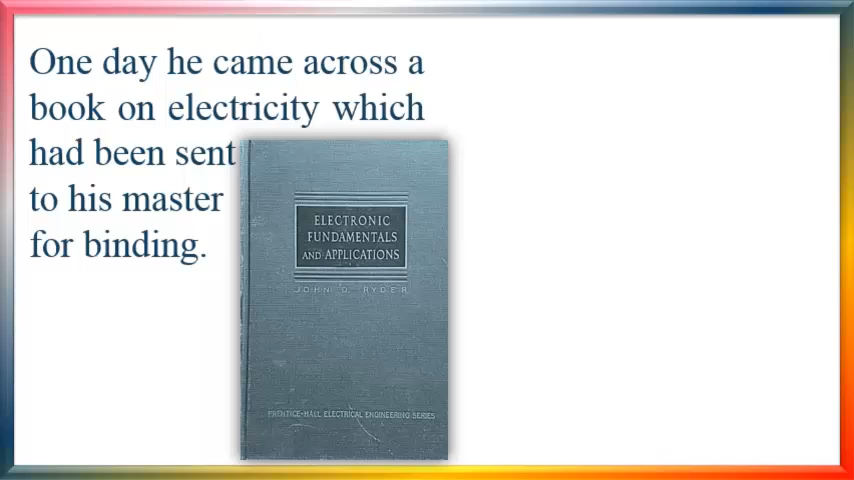 One day he came across a
book on electricity which
had been sent
to his master
for binding.
ELECTRONIC
FUNDAMENTALS
AND APPLICATIONS
JOHN D. RYDER
PRENTICE-HALL ELECTRICAL ENGINEERING SERIES